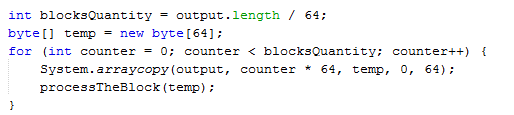 int blocksQuantity = output.length / 64;
byte[] temp = new byte[64];
for (int counter = 0; counter < blocksQuantity; counter++) {
    System.arraycopy(output, counter * 64, temp, 0, 64);
    processTheBlock(temp);
}